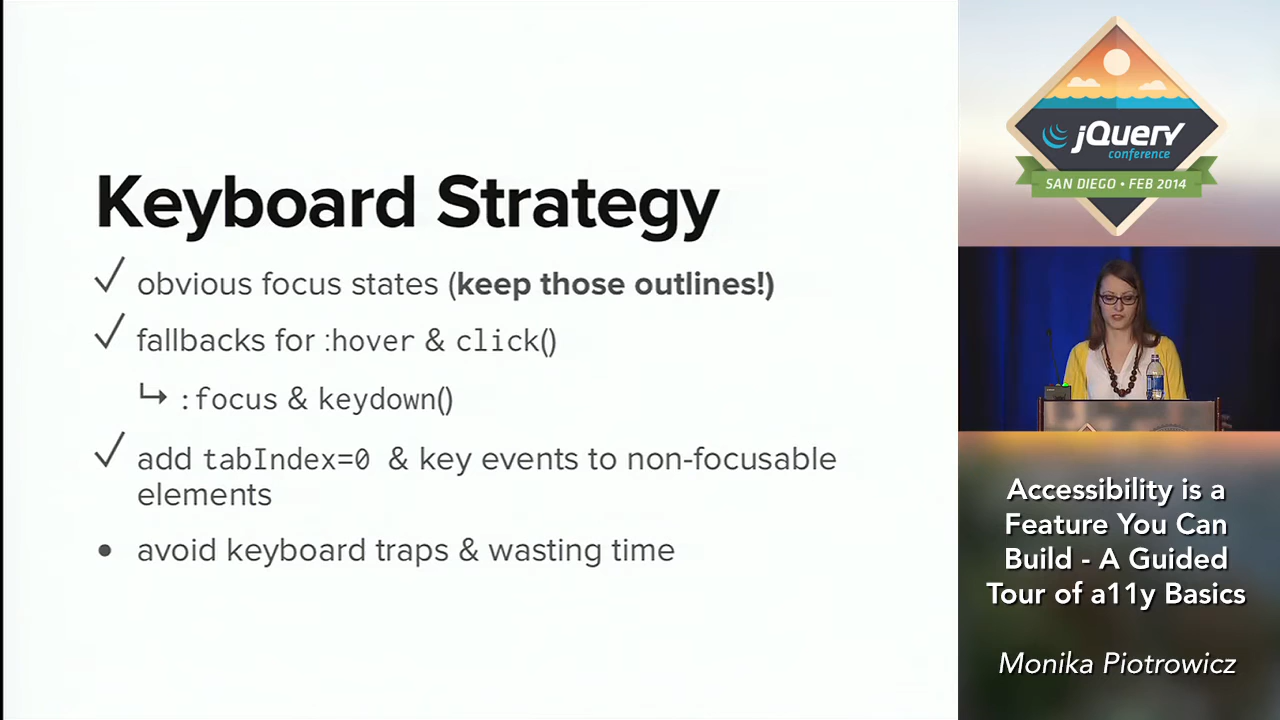 Keyboard Strategy
✓ obvious focus states (keep those outlines!)
✓ fallbacks for :hover & click()
↳ :focus & keydown()
✓ add tabIndex=0 & key events to non-focusable
elements
• avoid keyboard traps & wasting time
jQuery
conference
SAN DIEGO • FEB 2014
Accessibility is a
Feature You Can
Build - A Guided
Tour of a11y Basics
Monika Piotrowicz